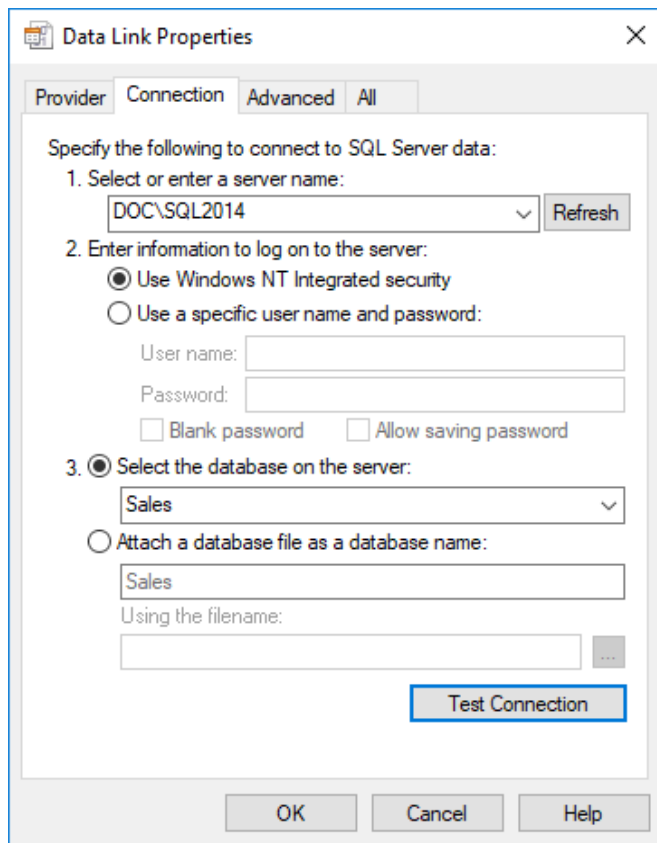 Data Link Properties
Provider Connection Advanced All
Specify the following to connect to SQL Server data:
1. Select or enter a server name:
DOC\SQL2014 Refresh
2. Enter information to log on to the server:
Use Windows NT Integrated security
Use a specific user name and password:
User name:
Password:
Blank password Allow saving password
3. Select the database on the server:
Sales
Attach a database file as a database name:
Sales
Using the filename:
...
Test Connection
OK Cancel Help